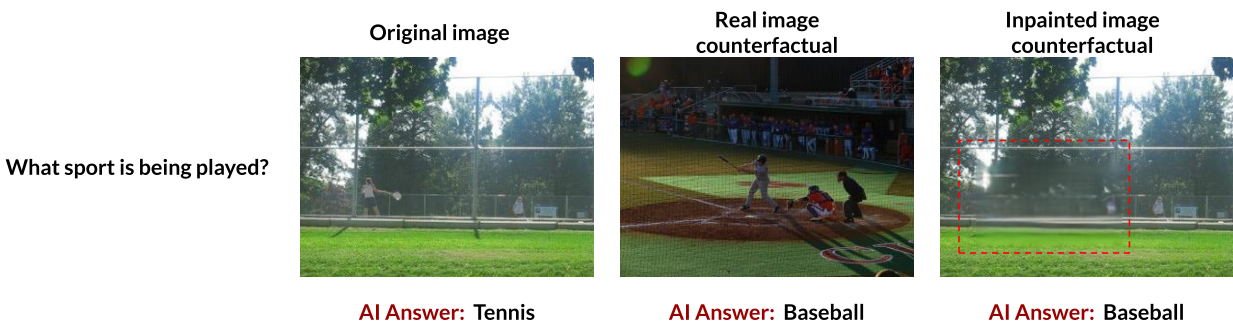 Original image
Real image
counterfactual
Inpainted image
counterfactual
What sport is being played?
AI Answer: Tennis
AI Answer: Baseball
AI Answer: Baseball